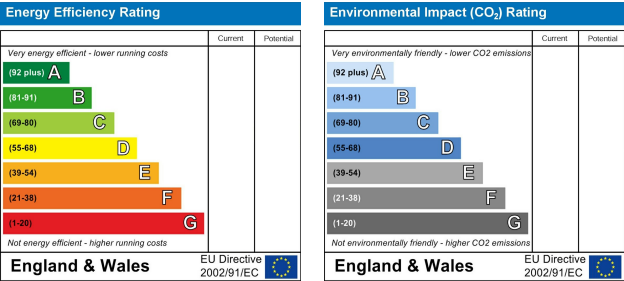 Energy Efficiency Rating
Current Potential
Very energy efficient - lower running costs
(92 plus) A
(81-91) B
(69-80) C
(55-68) D
(39-54) E
(21-38) F
(1-20) G
Not energy efficient - higher running costs
England & Wales
EU Directive
2002/91/EC
Environmental Impact (CO₂) Rating
Current Potential
Very environmentally friendly - lower CO2 emissions
(92 plus) A
(81-91) B
(69-80) C
(55-68) D
(39-54) E
(21-38) F
(1-20) G
Not environmentally friendly - higher CO2 emissions
England & Wales
EU Directive
2002/91/EC